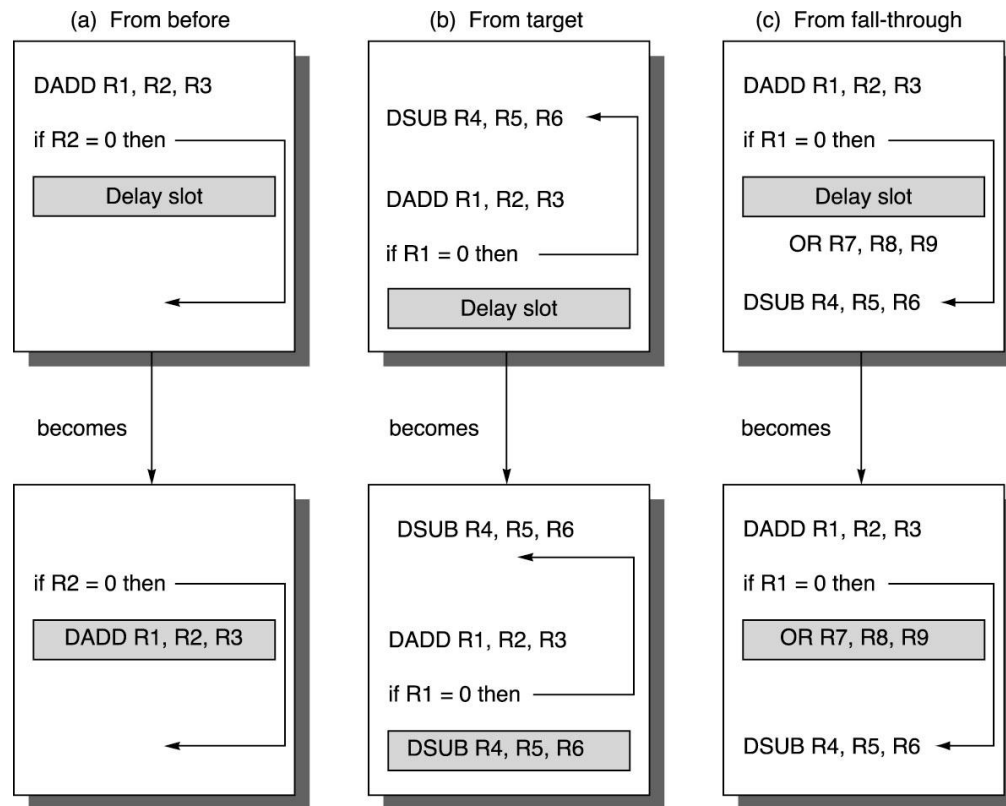 (a) From before
DADD R1, R2, R3
if R2 = 0 then
Delay slot
becomes
if R2 = 0 then
DADD R1, R2, R3
(b) From target
DSUB R4, R5, R6
DADD R1, R2, R3
if R1 = 0 then
Delay slot
becomes
DSUB R4, R5, R6
DADD R1, R2, R3
if R1 = 0 then
DSUB R4, R5, R6
(c) From fall-through
DADD R1, R2, R3
if R1 = 0 then
Delay slot
OR R7, R8, R9
DSUB R4, R5, R6
becomes
DADD R1, R2, R3
if R1 = 0 then
OR R7, R8, R9
DSUB R4, R5, R6